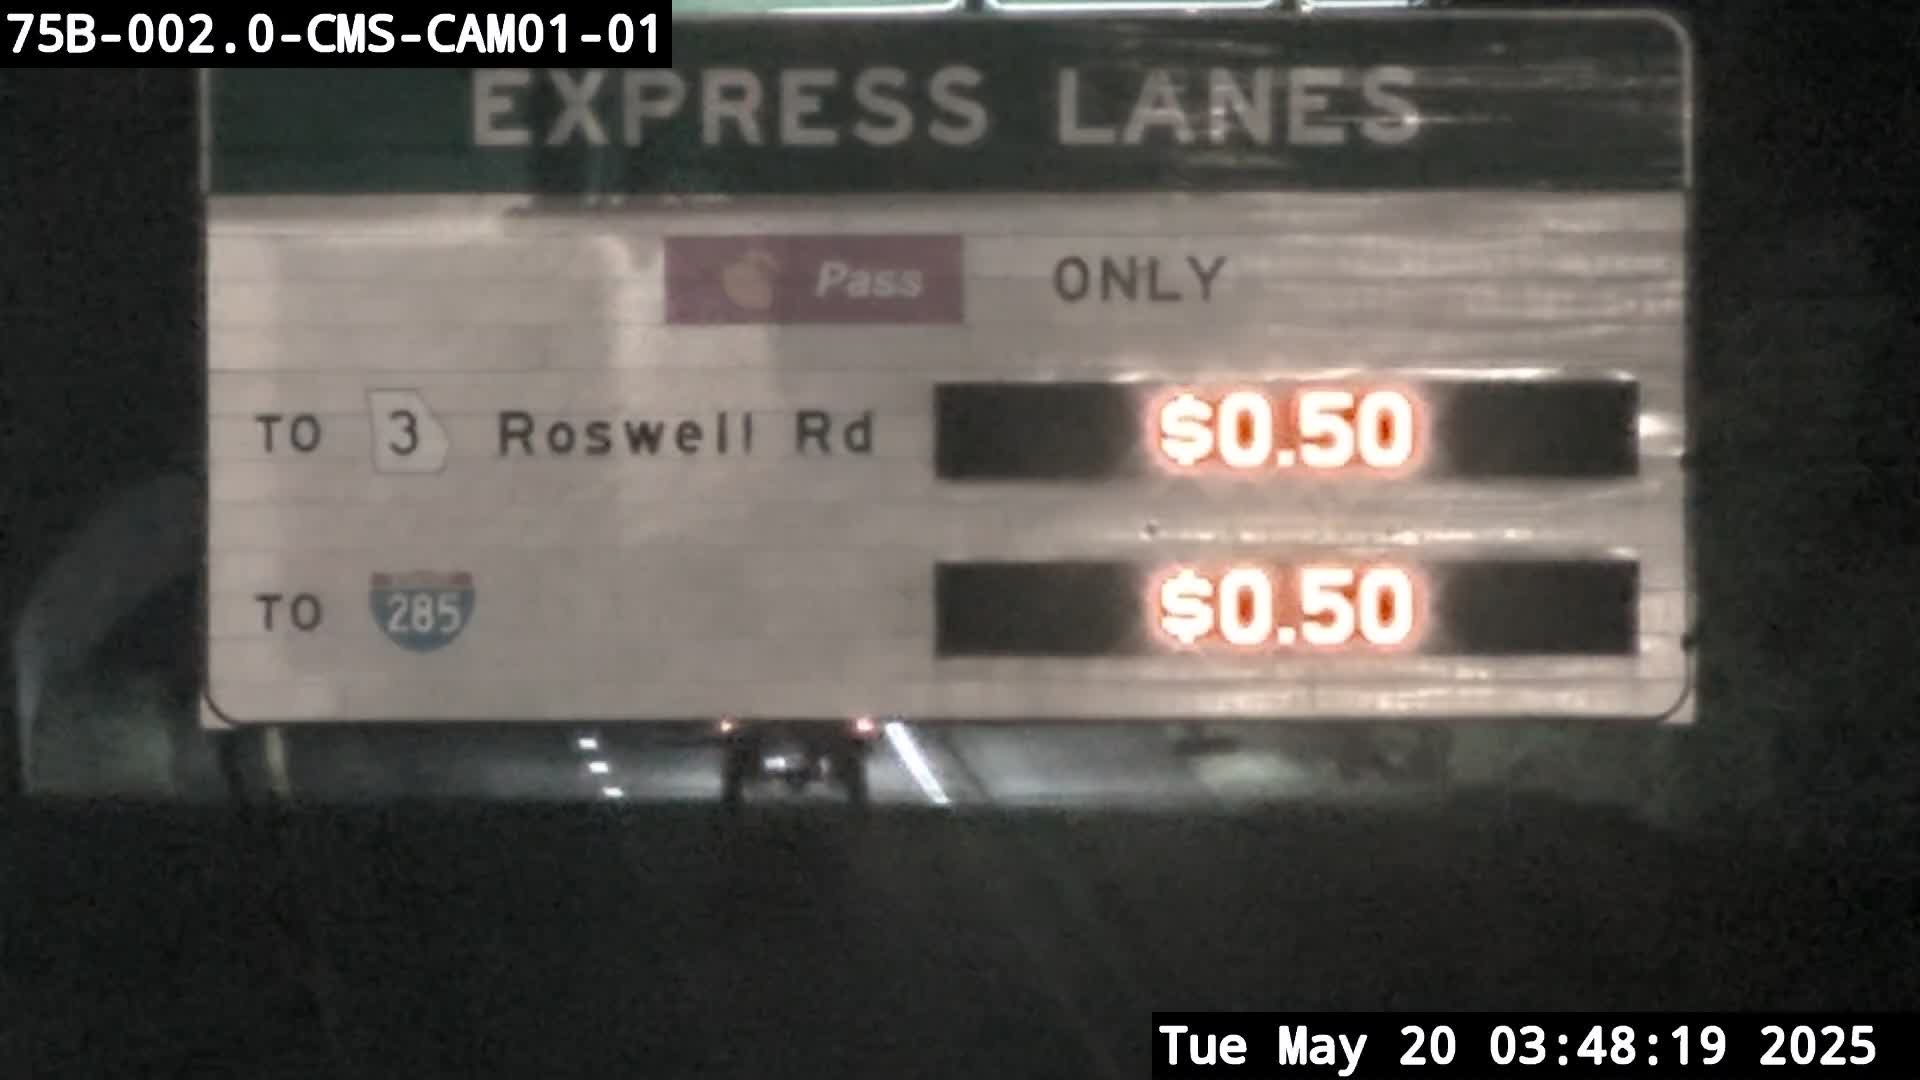 75B-002.0-CMS-CAM01-01
EXPRESS LANES
Pass ONLY
TO 3 Roswell Rd $0.50
TO 285 $0.50
Tue May 20 03:48:19 2025